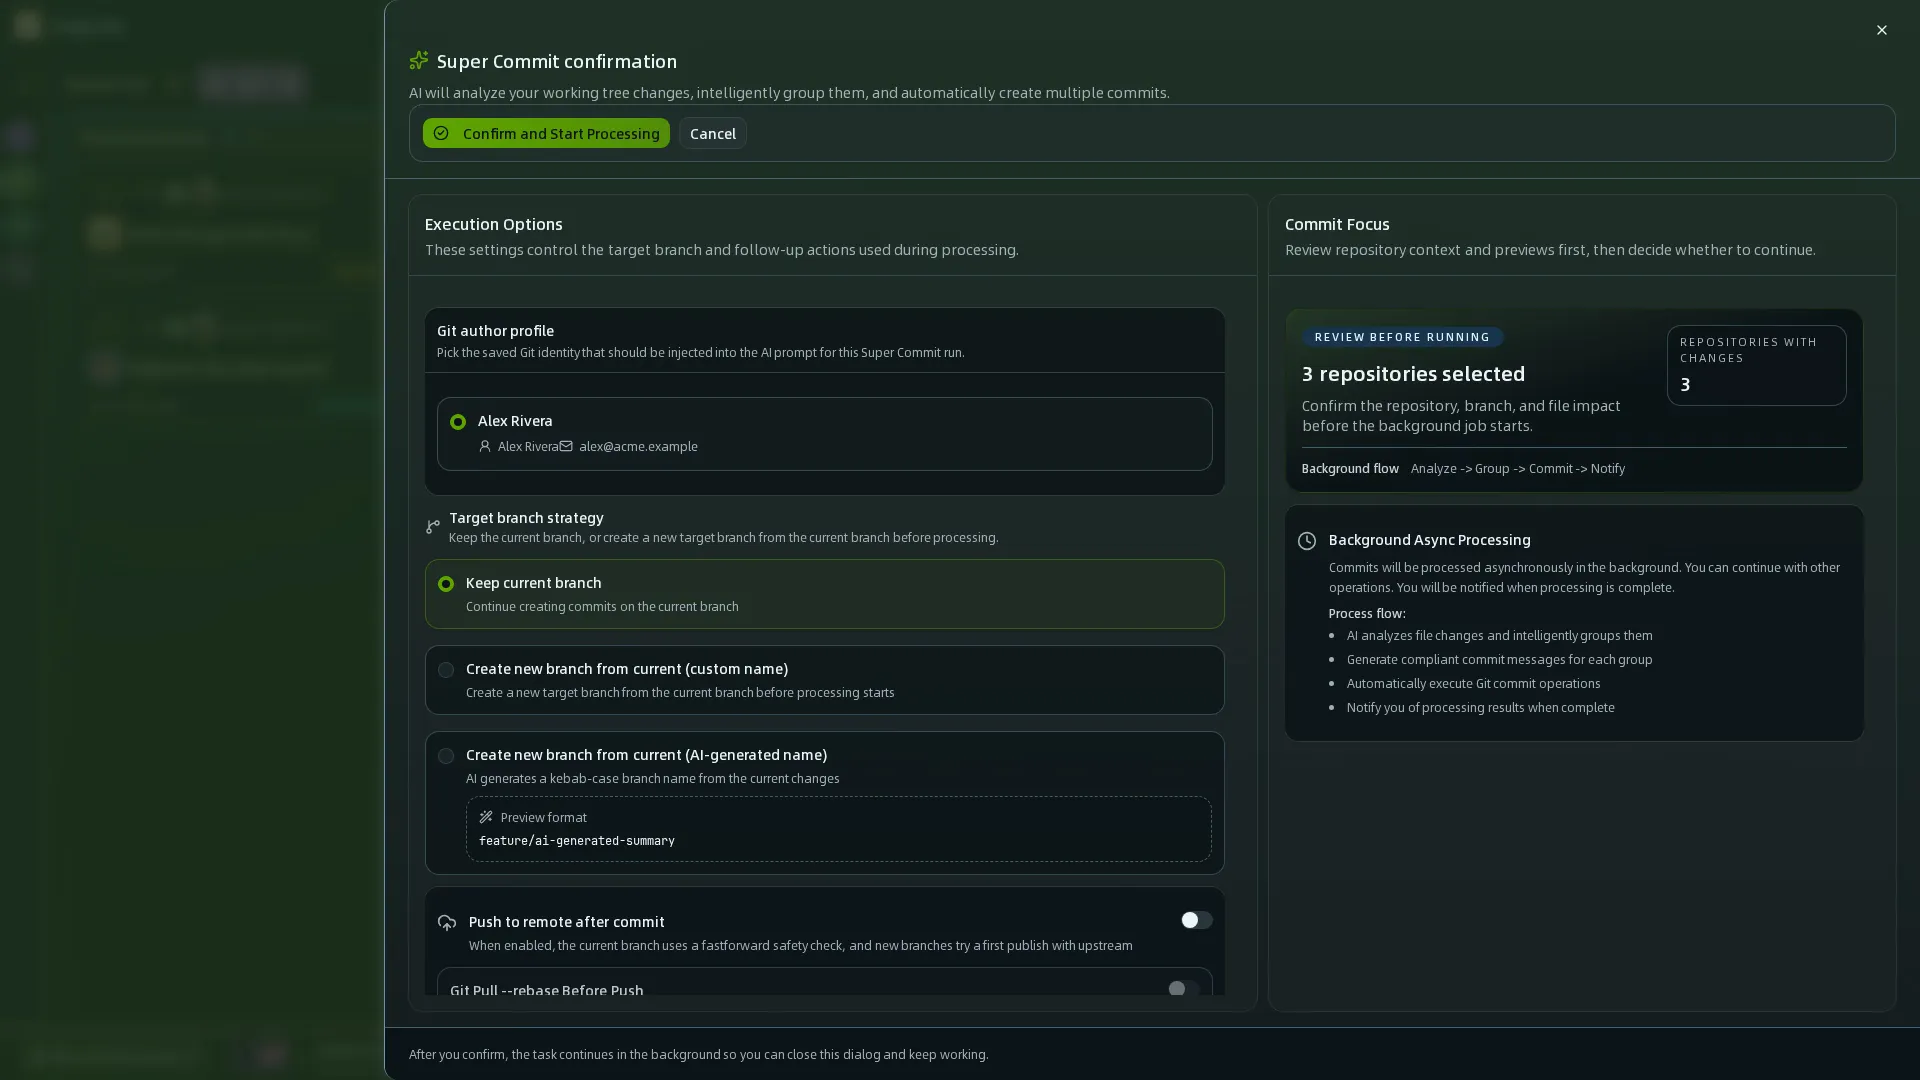 Super Commit confirmation
AI will analyze your working tree changes, intelligently group them, and automatically create multiple commits.
Confirm and Start Processing
Cancel
Execution Options
These settings control the target branch and follow-up actions used during processing.
Git author profile
Pick the saved Git identity that should be injected into the AI prompt for this Super Commit run.
Alex Rivera
Alex Rivera alex@acme.example
Target branch strategy
Keep the current branch, or create a new target branch from the current branch before processing.
Keep current branch
Continue creating commits on the current branch
Create new branch from current (custom name)
Create a new target branch from the current branch before processing starts
Create new branch from current (AI-generated name)
AI generates a kebab-case branch name from the current changes
Preview format
feature/ai-generated-summary
Push to remote after commit
When enabled, the current branch uses a fastforward safety check, and new branches try a first publish with upstream
Git Pull --rebase Before Push
Commit Focus
Review repository context and previews first, then decide whether to continue.
REVIEW BEFORE RUNNING
3 repositories selected
Confirm the repository, branch, and file impact
before the background job starts.
REPOSITORIES WITH
CHANGES
3
Background flow Analyze -> Group -> Commit -> Notify
Background Async Processing
Commits will be processed asynchronously in the background. You can continue with other
operations. You will be notified when processing is complete.
Process flow:
• AI analyzes file changes and intelligently groups them
• Generate compliant commit messages for each group
• Automatically execute Git commit operations
• Notify you of processing results when complete
After you confirm, the task continues in the background so you can close this dialog and keep working.